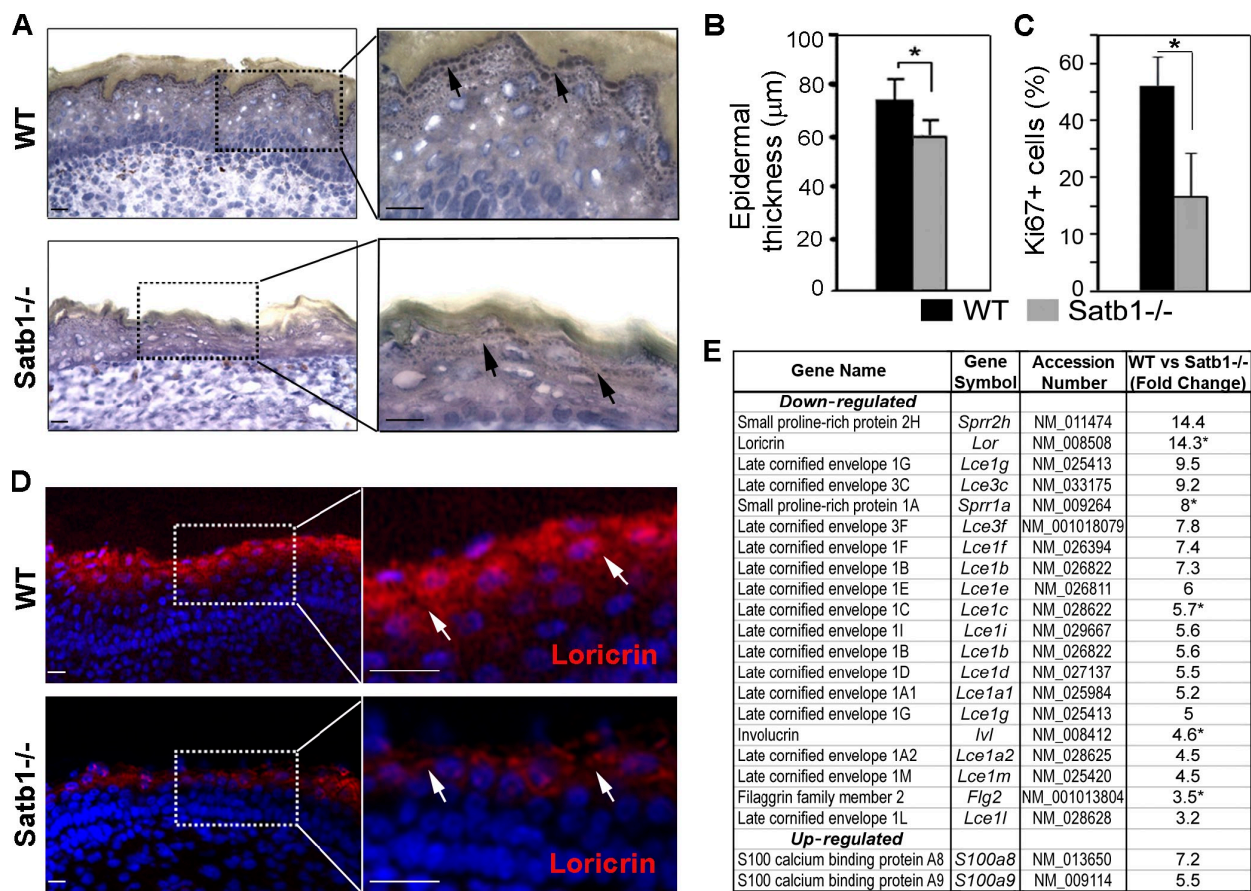 A
WT
Satb1-/-
B
Epidermal
thickness (μm)
100
80
60
40
20
0
*
C
Ki67+ cells (%)
60
40
20
10
0
*
WT
Satb1-/-
D
WT
Loricrin
Satb1-/-
Loricrin
E
Gene Name Gene Symbol Accession Number WT vs Satb1-/- (Fold Change)
Down-regulated
Small proline-rich protein 2H Sprr2h NM_011474 14.4
Loricrin Lor NM_008508 14.3*
Late cornified envelope 1G Lce1g NM_025413 9.5
Late cornified envelope 3C Lce3c NM_033175 9.2
Small proline-rich protein 1A Sprr1a NM_009264 8*
Late cornified envelope 3F Lce3f NM_001018079 7.8
Late cornified envelope 1F Lce1f NM_026394 7.4
Late cornified envelope 1B Lce1b NM_026822 7.3
Late cornified envelope 1E Lce1e NM_026811 6
Late cornified envelope 1C Lce1c NM_028622 5.7*
Late cornified envelope 1I Lce1i NM_029667 5.6
Late cornified envelope 1B Lce1b NM_026822 5.6
Late cornified envelope 1D Lce1d NM_027137 5.5
Late cornified envelope 1A1 Lce1a1 NM_025984 5.2
Late cornified envelope 1G Lce1g NM_025413 5
Involucrin Ivl NM_008412 4.6*
Late cornified envelope 1A2 Lce1a2 NM_028625 4.5
Late cornified envelope 1M Lce1m NM_025420 4.5
Filaggrin family member 2 Flg2 NM_001013804 3.5*
Late cornified envelope 1L Lce1l NM_028628 3.2
Up-regulated
S100 calcium binding protein A8 S100a8 NM_013650 7.2
S100 calcium binding protein A9 S100a9 NM_009114 5.5